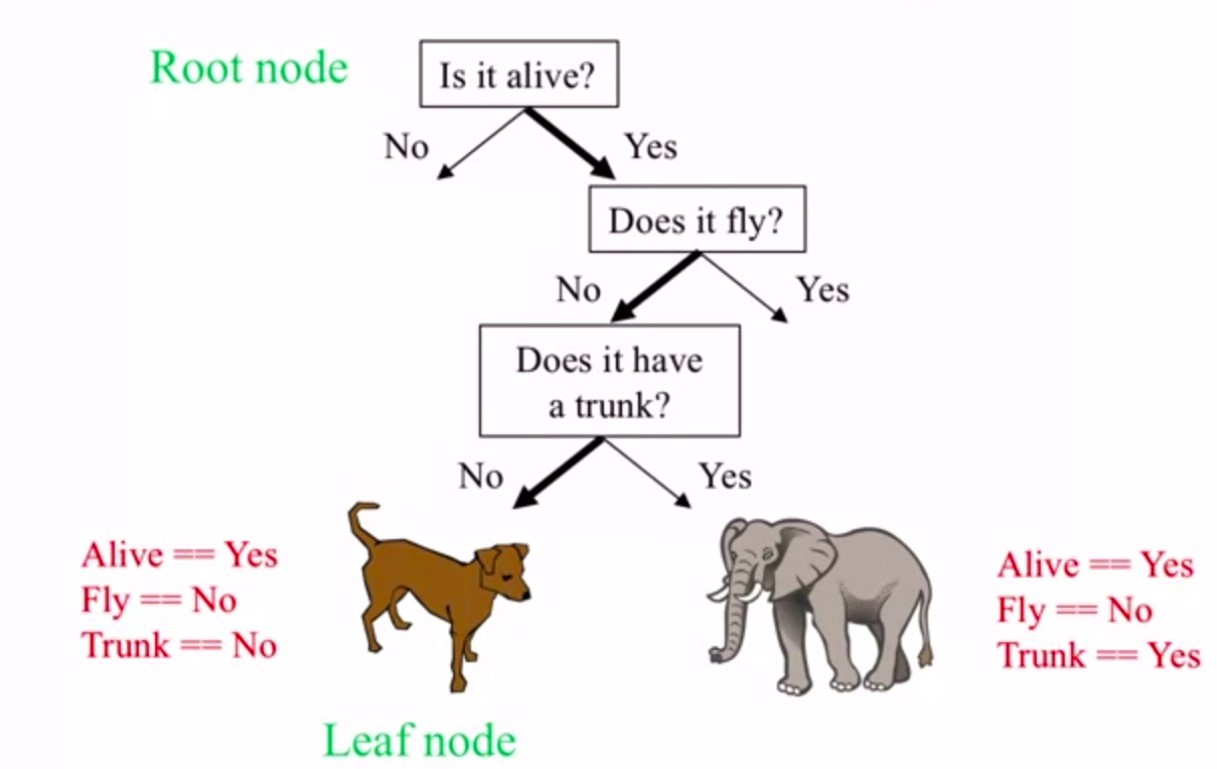 Root node
Is it alive?
No
Yes
Does it fly?
No
Yes
Does it have
a trunk?
No
Yes
Alive == Yes
Fly == No
Trunk == No
Alive == Yes
Fly == No
Trunk == Yes
Leaf node